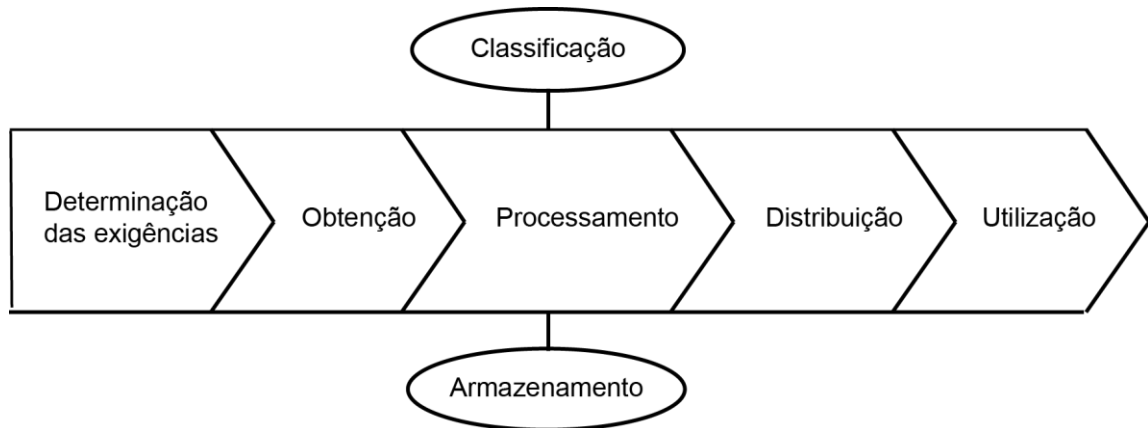 Classificação
Determinação
das exigências
Obtenção
Processamento
Distribuição
Utilização
Armazenamento